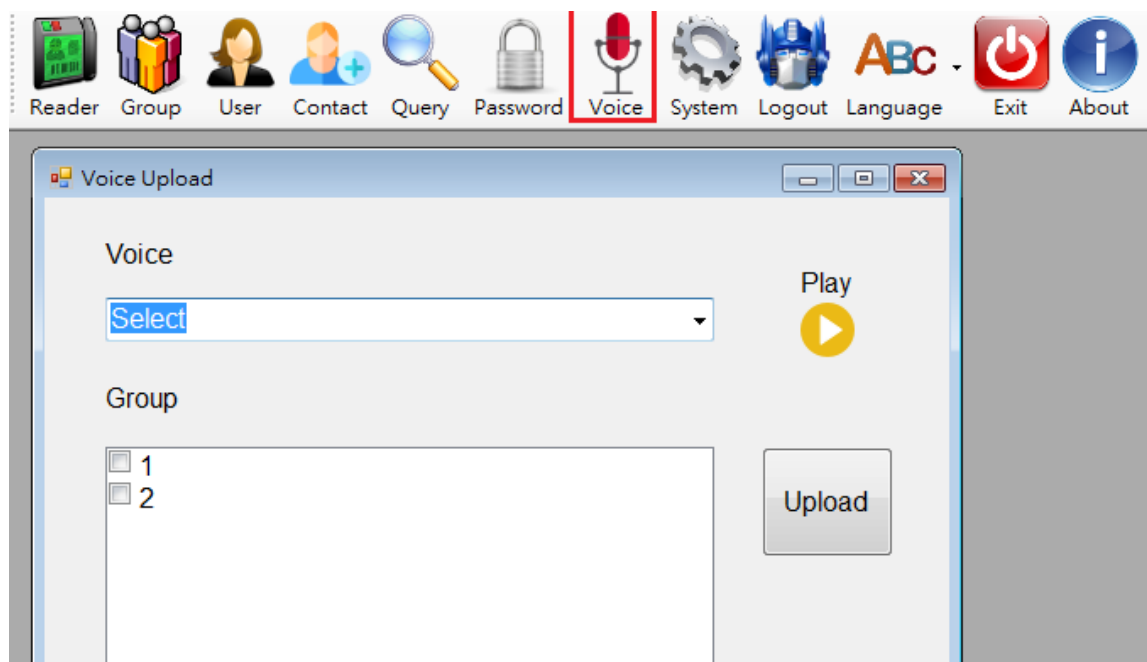 ABC
Reader Group User Contact Query Password Voice System Logout Language Exit About
Voice Upload
Voice
Play
Select
Group
1
2
Upload